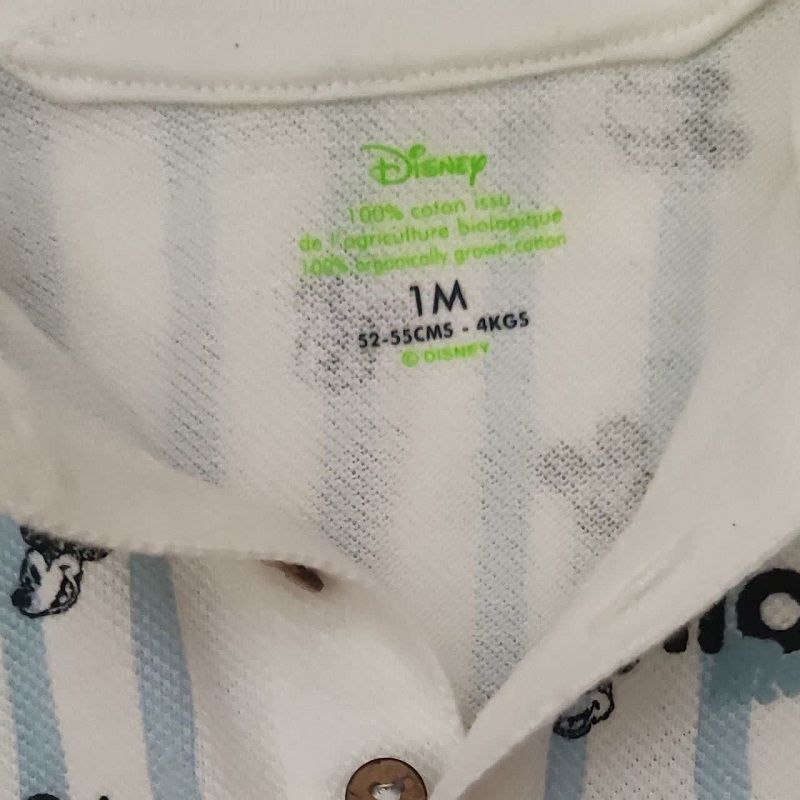 Disney
100% coton issu
de l'agriculture biologique
100% organically grown cotton
1M
52-55CMS - 4KGS
© DISNEY